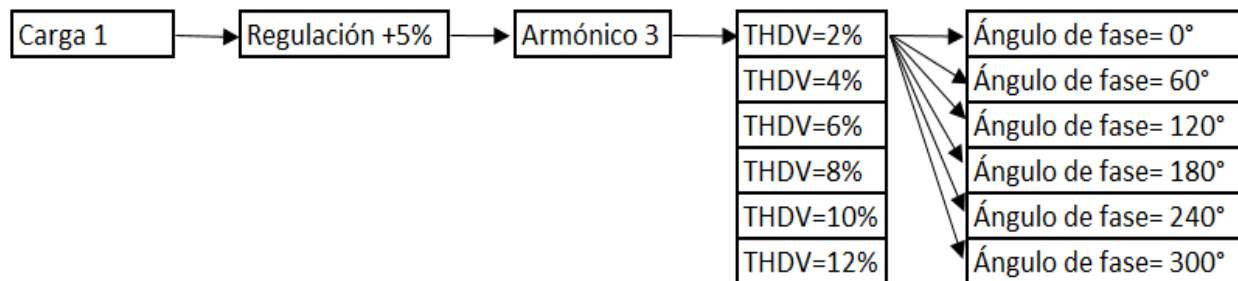 Carga 1
Regulación +5%
Armónico 3
THDV=2%
THDV=4%
THDV=6%
THDV=8%
THDV=10%
THDV=12%
Ángulo de fase= 0°
Ángulo de fase= 60°
Ángulo de fase= 120°
Ángulo de fase= 180°
Ángulo de fase= 240°
Ángulo de fase= 300°